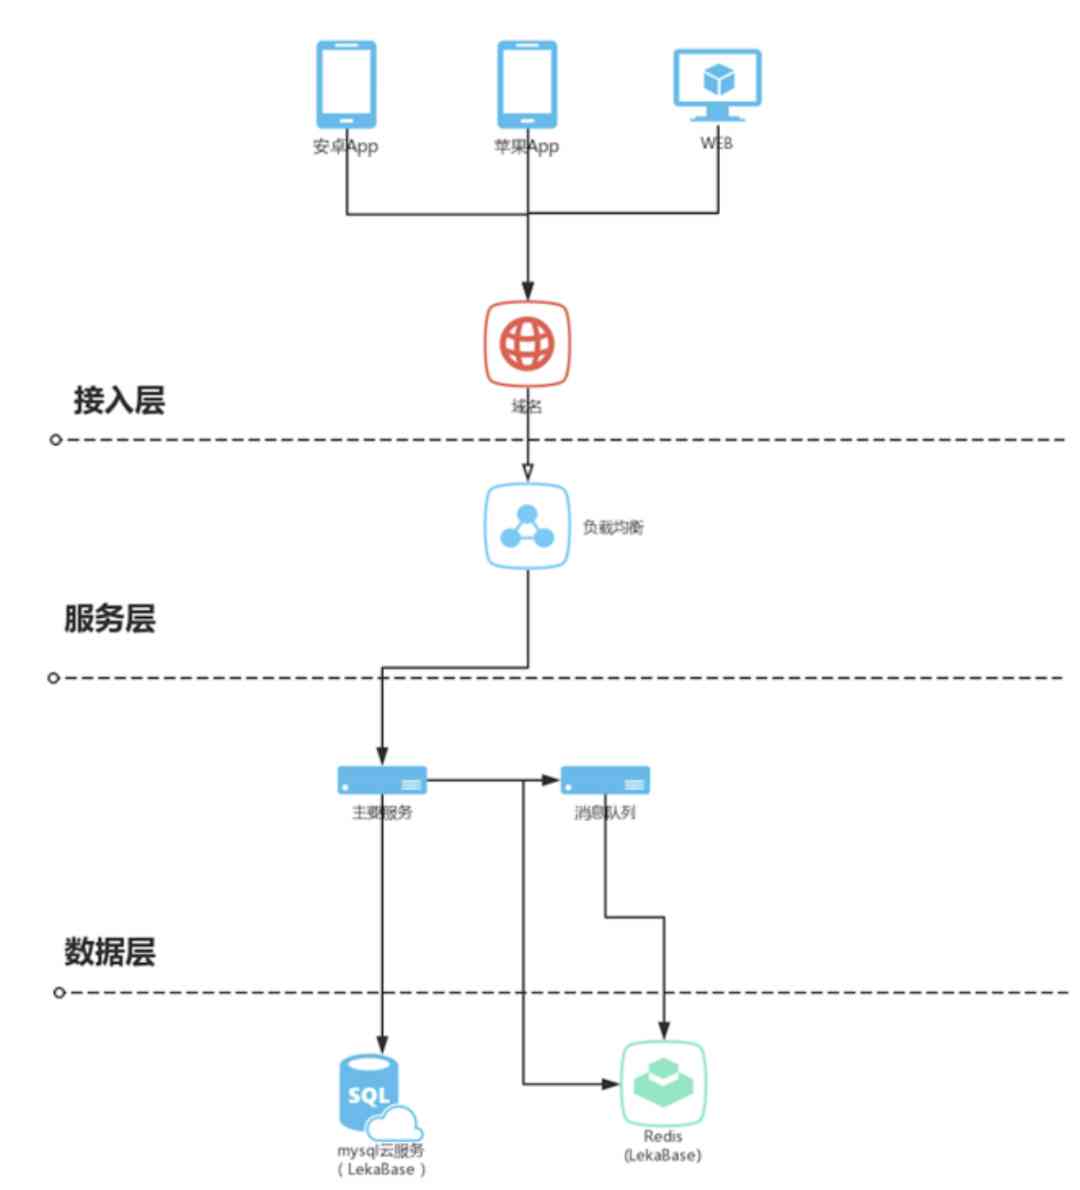 安卓App
苹果App
WEB
域名
接入层
负载均衡
服务层
主要服务
消息队列
数据层
SQL
mysql云服务
( LekaBase )
Redis
(LekaBase)